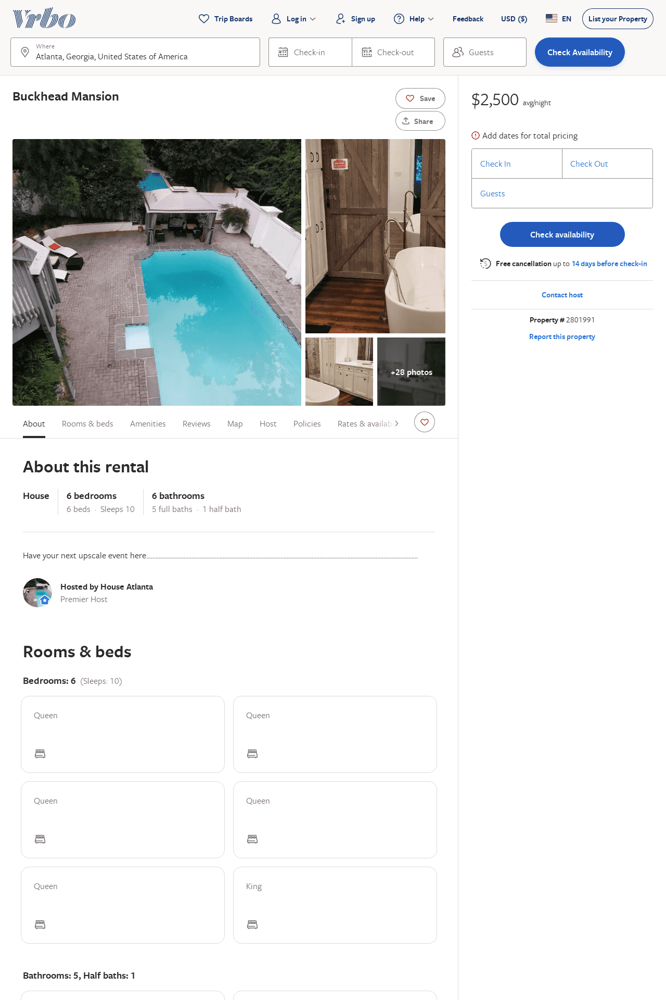 Vrbo
Trip Boards
Log in
Sign up
Help
Feedback
USD ($)
EN
List your Property
Where
Atlanta, Georgia, United States of America
Check-in
Check-out
Guests
Check Availability
Buckhead Mansion
Save
Share
$2,500 avg/night
Add dates for total pricing
Check In
Check Out
Guests
Check availability
Free cancellation up to 14 days before check-in
Contact host
Property # 2801991
Report this property
+28 photos
About
Rooms & beds
Amenities
Reviews
Map
Host
Policies
Rates & availab
About this rental
House
6 bedrooms
6 beds · Sleeps 10
6 bathrooms
5 full baths · 1 half bath
Have your next upscale event here..............................................................................................................................................................................
Hosted by House Atlanta
Premier Host
Rooms & beds
Bedrooms: 6 (Sleeps: 10)
Queen
Queen
Queen
Queen
Queen
King
Bathrooms: 5, Half baths: 1